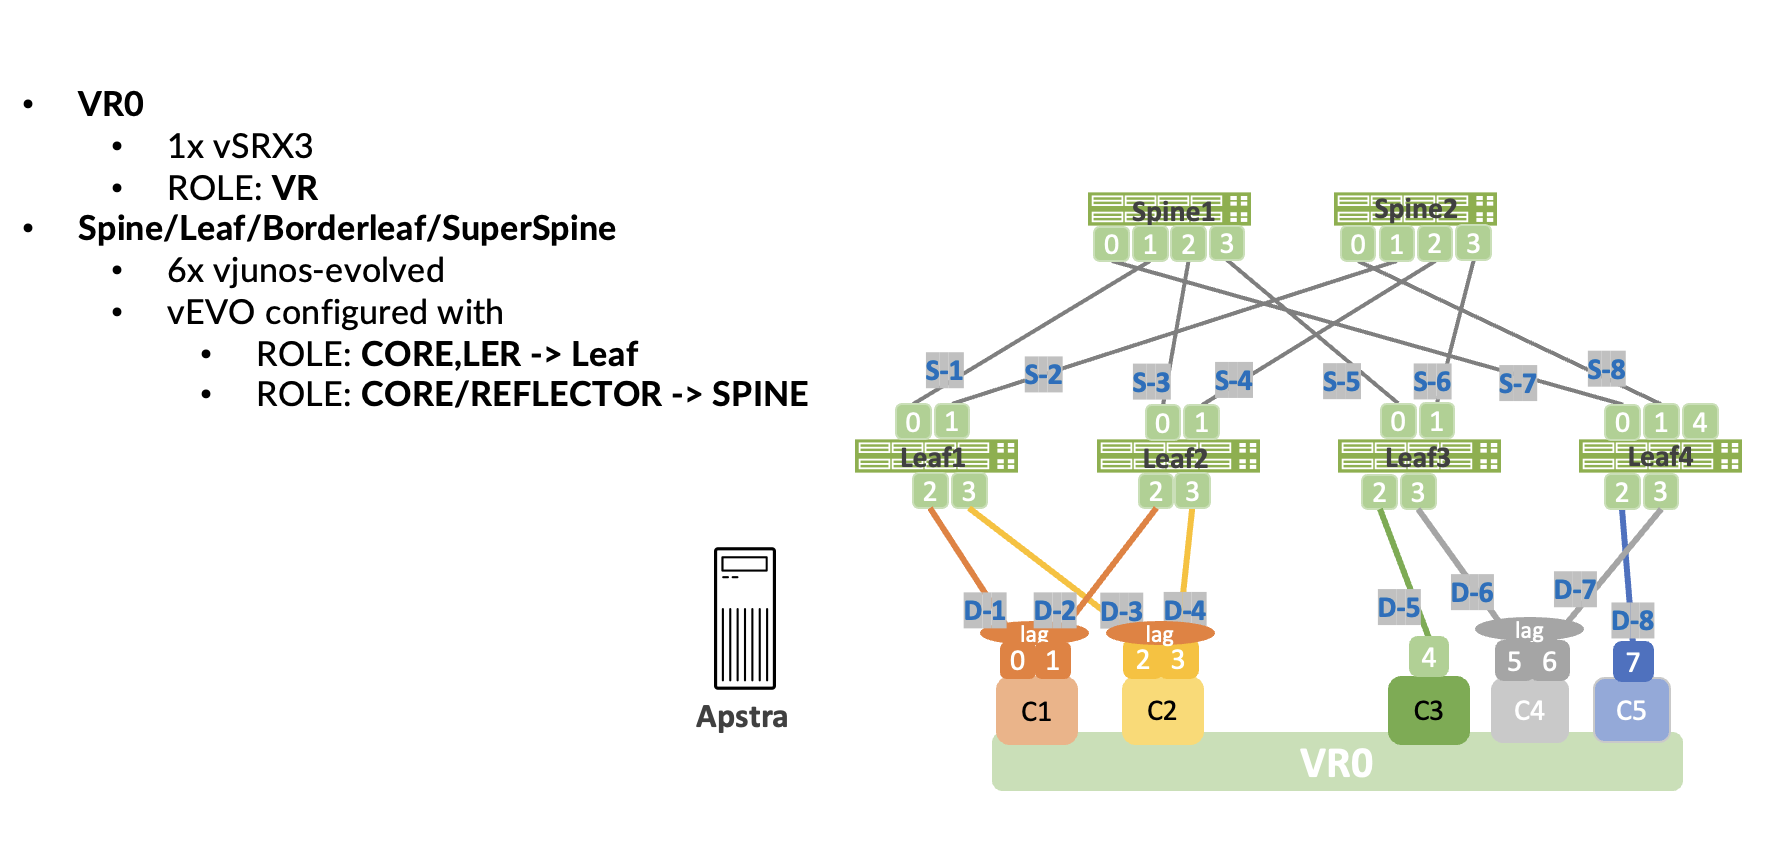 • VR0
• 1x vSRX3
• ROLE: VR
• Spine/Leaf/Borderleaf/SuperSpine
• 6x vjunos-evolved
• vEVO configured with
• ROLE: CORE,LER -> Leaf
• ROLE: CORE/REFLECTOR -> SPINE
Spine1 Spine2
0 1 2 3 0 1 2 3
S-1 S-2 S-3 S-4 S-5 S-6 S-7 S-8
0 1 0 1 0 1 0 1 4
Leaf1 Leaf2 Leaf3 Leaf4
2 3 2 3 2 3 2 3
D-1 D-2 D-3 D-4 D-5 D-6 D-7 D-8
lag lag lag
0 1 2 3 4 5 6 7
C1 C2 C3 C4 C5
Apstra
VR0